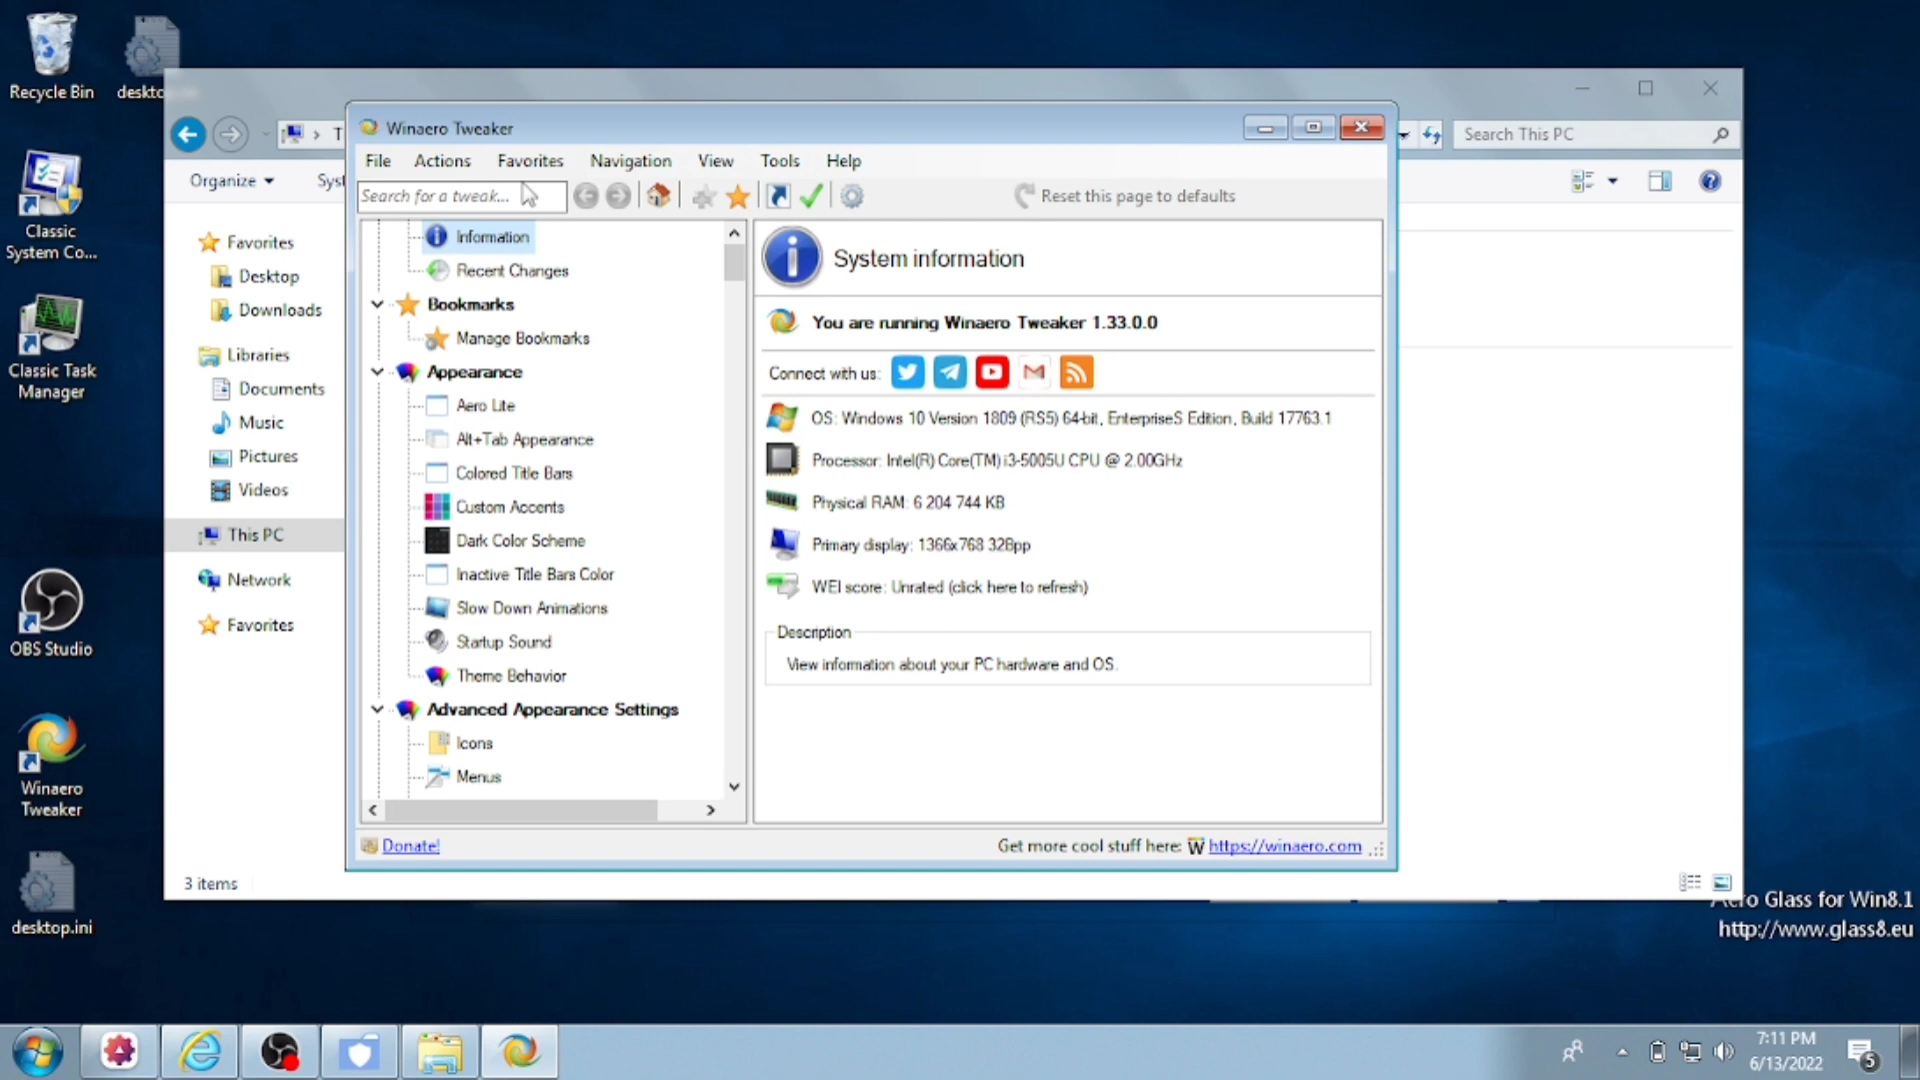 Recycle Bin
deskto
Classic
System Co...
Classic Task
Manager
OBS Studio
Winaero
Tweaker
desktop.ini
Search This PC
Organize
Syst
Favorites
Desktop
Downloads
Libraries
Documents
Music
Pictures
Videos
This PC
Network
Favorites
3 items
Winaero Tweaker
File Actions Favorites Navigation View Tools Help
Search for a tweak...
Reset this page to defaults
Information
Recent Changes
Bookmarks
Manage Bookmarks
Appearance
Aero Lite
Alt+Tab Appearance
Colored Title Bars
Custom Accents
Dark Color Scheme
Inactive Title Bars Color
Slow Down Animations
Startup Sound
Theme Behavior
Advanced Appearance Settings
Icons
Menus
System information
You are running Winaero Tweaker 1.33.0.0
Connect with us:
OS: Windows 10 Version 1809 (RS5) 64-bit, EnterpriseS Edition, Build 17763.1
Processor: Intel(R) Core(TM) i3-5005U CPU @ 2.00GHz
Physical RAM: 6 204 744 KB
Primary display: 1366x768 32Bpp
WEI score: Unrated (click here to refresh)
Description
View information about your PC hardware and OS.
Donate!
Get more cool stuff here: W https://winaero.com
Aero Glass for Win8.1
http://www.glass8.eu
7:11 PM
6/13/2022
5